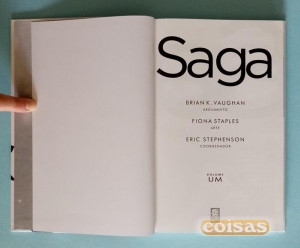 Saga
BRIAN K. VAUGHAN
ARGUMENTO
FIONA STAPLES
ARTE
ERIC STEPHENSON
COORDENADOR
VOLUME
UM
coisas